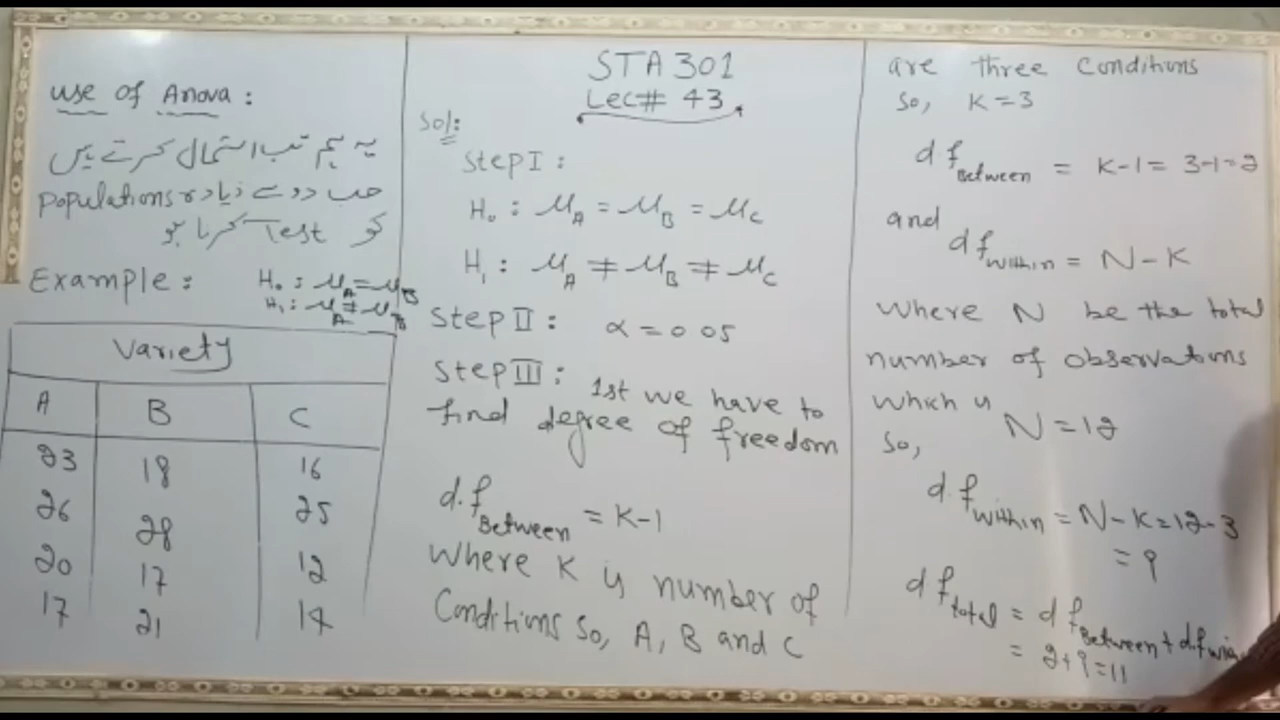 use of Anova :
یہ ہم تب استمال کرتے ہیں
جب دو سے زیادہ Populations
کو Test کرنا ہو
Example : H₀ : μA = μB
H₁ : μA ≠ μB
Variety
A B C
23 18 16
26 28 25
20 17 12
17 21 14
STA301
Lec# 43
Sol:
Step I :
H₀ : μA = μB = μC
H₁ : μA ≠ μB ≠ μC
Step II : α = 0.05
Step III : 1st we have to
find degree of freedom
d.f Between = K-1
Where K is number of
Conditions So, A, B and C
are three Conditions
So, K = 3
d.f Between = K-1 = 3-1 = 2
and
d f Within = N - K
Where N be the total
number of observations
Which is N = 12
So,
d.f Within = N-K = 12-3
= 9
d f total = d f Between + d.f
= 2+9 = 11